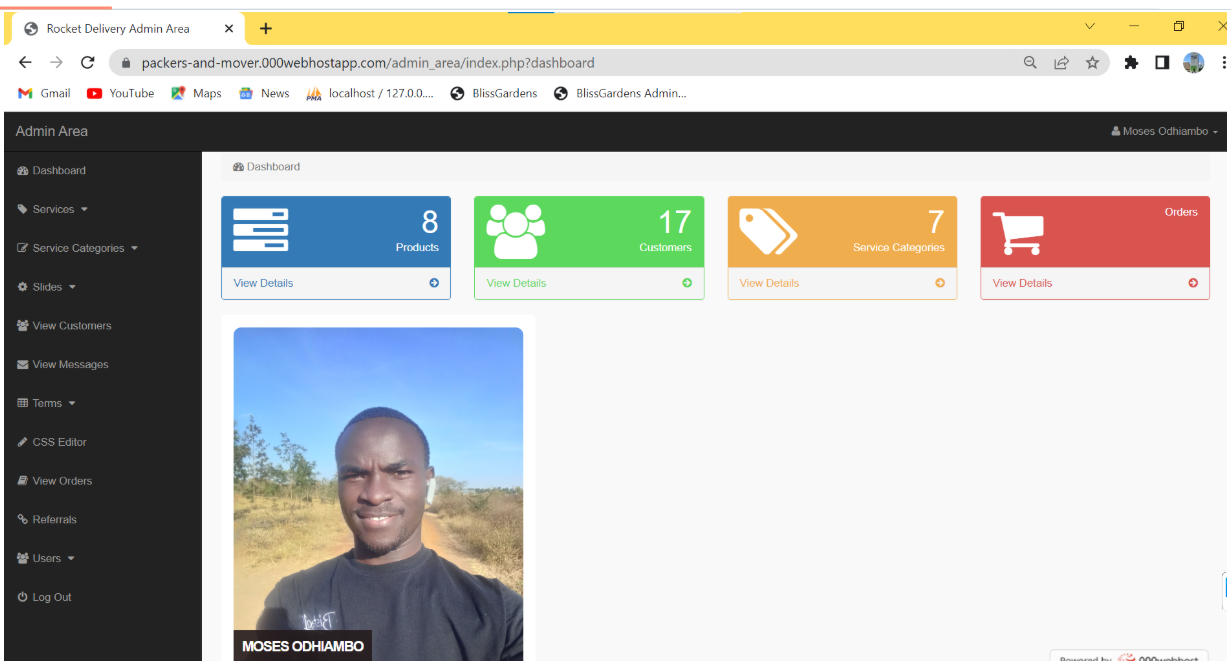 Rocket Delivery Admin Area
packers-and-mover.000webhostapp.com/admin_area/index.php?dashboard
Gmail YouTube Maps News localhost / 127.0.0.... BlissGardens BlissGardens Admin...
Admin Area
Moses Odhiambo
Dashboard
Services
Service Categories
Slides
View Customers
View Messages
Terms
CSS Editor
View Orders
Referrals
Users
Log Out
Dashboard
8
Products
View Details
17
Customers
View Details
7
Service Categories
View Details
Orders
View Details
MOSES ODHIAMBO
Powered by 000webhost